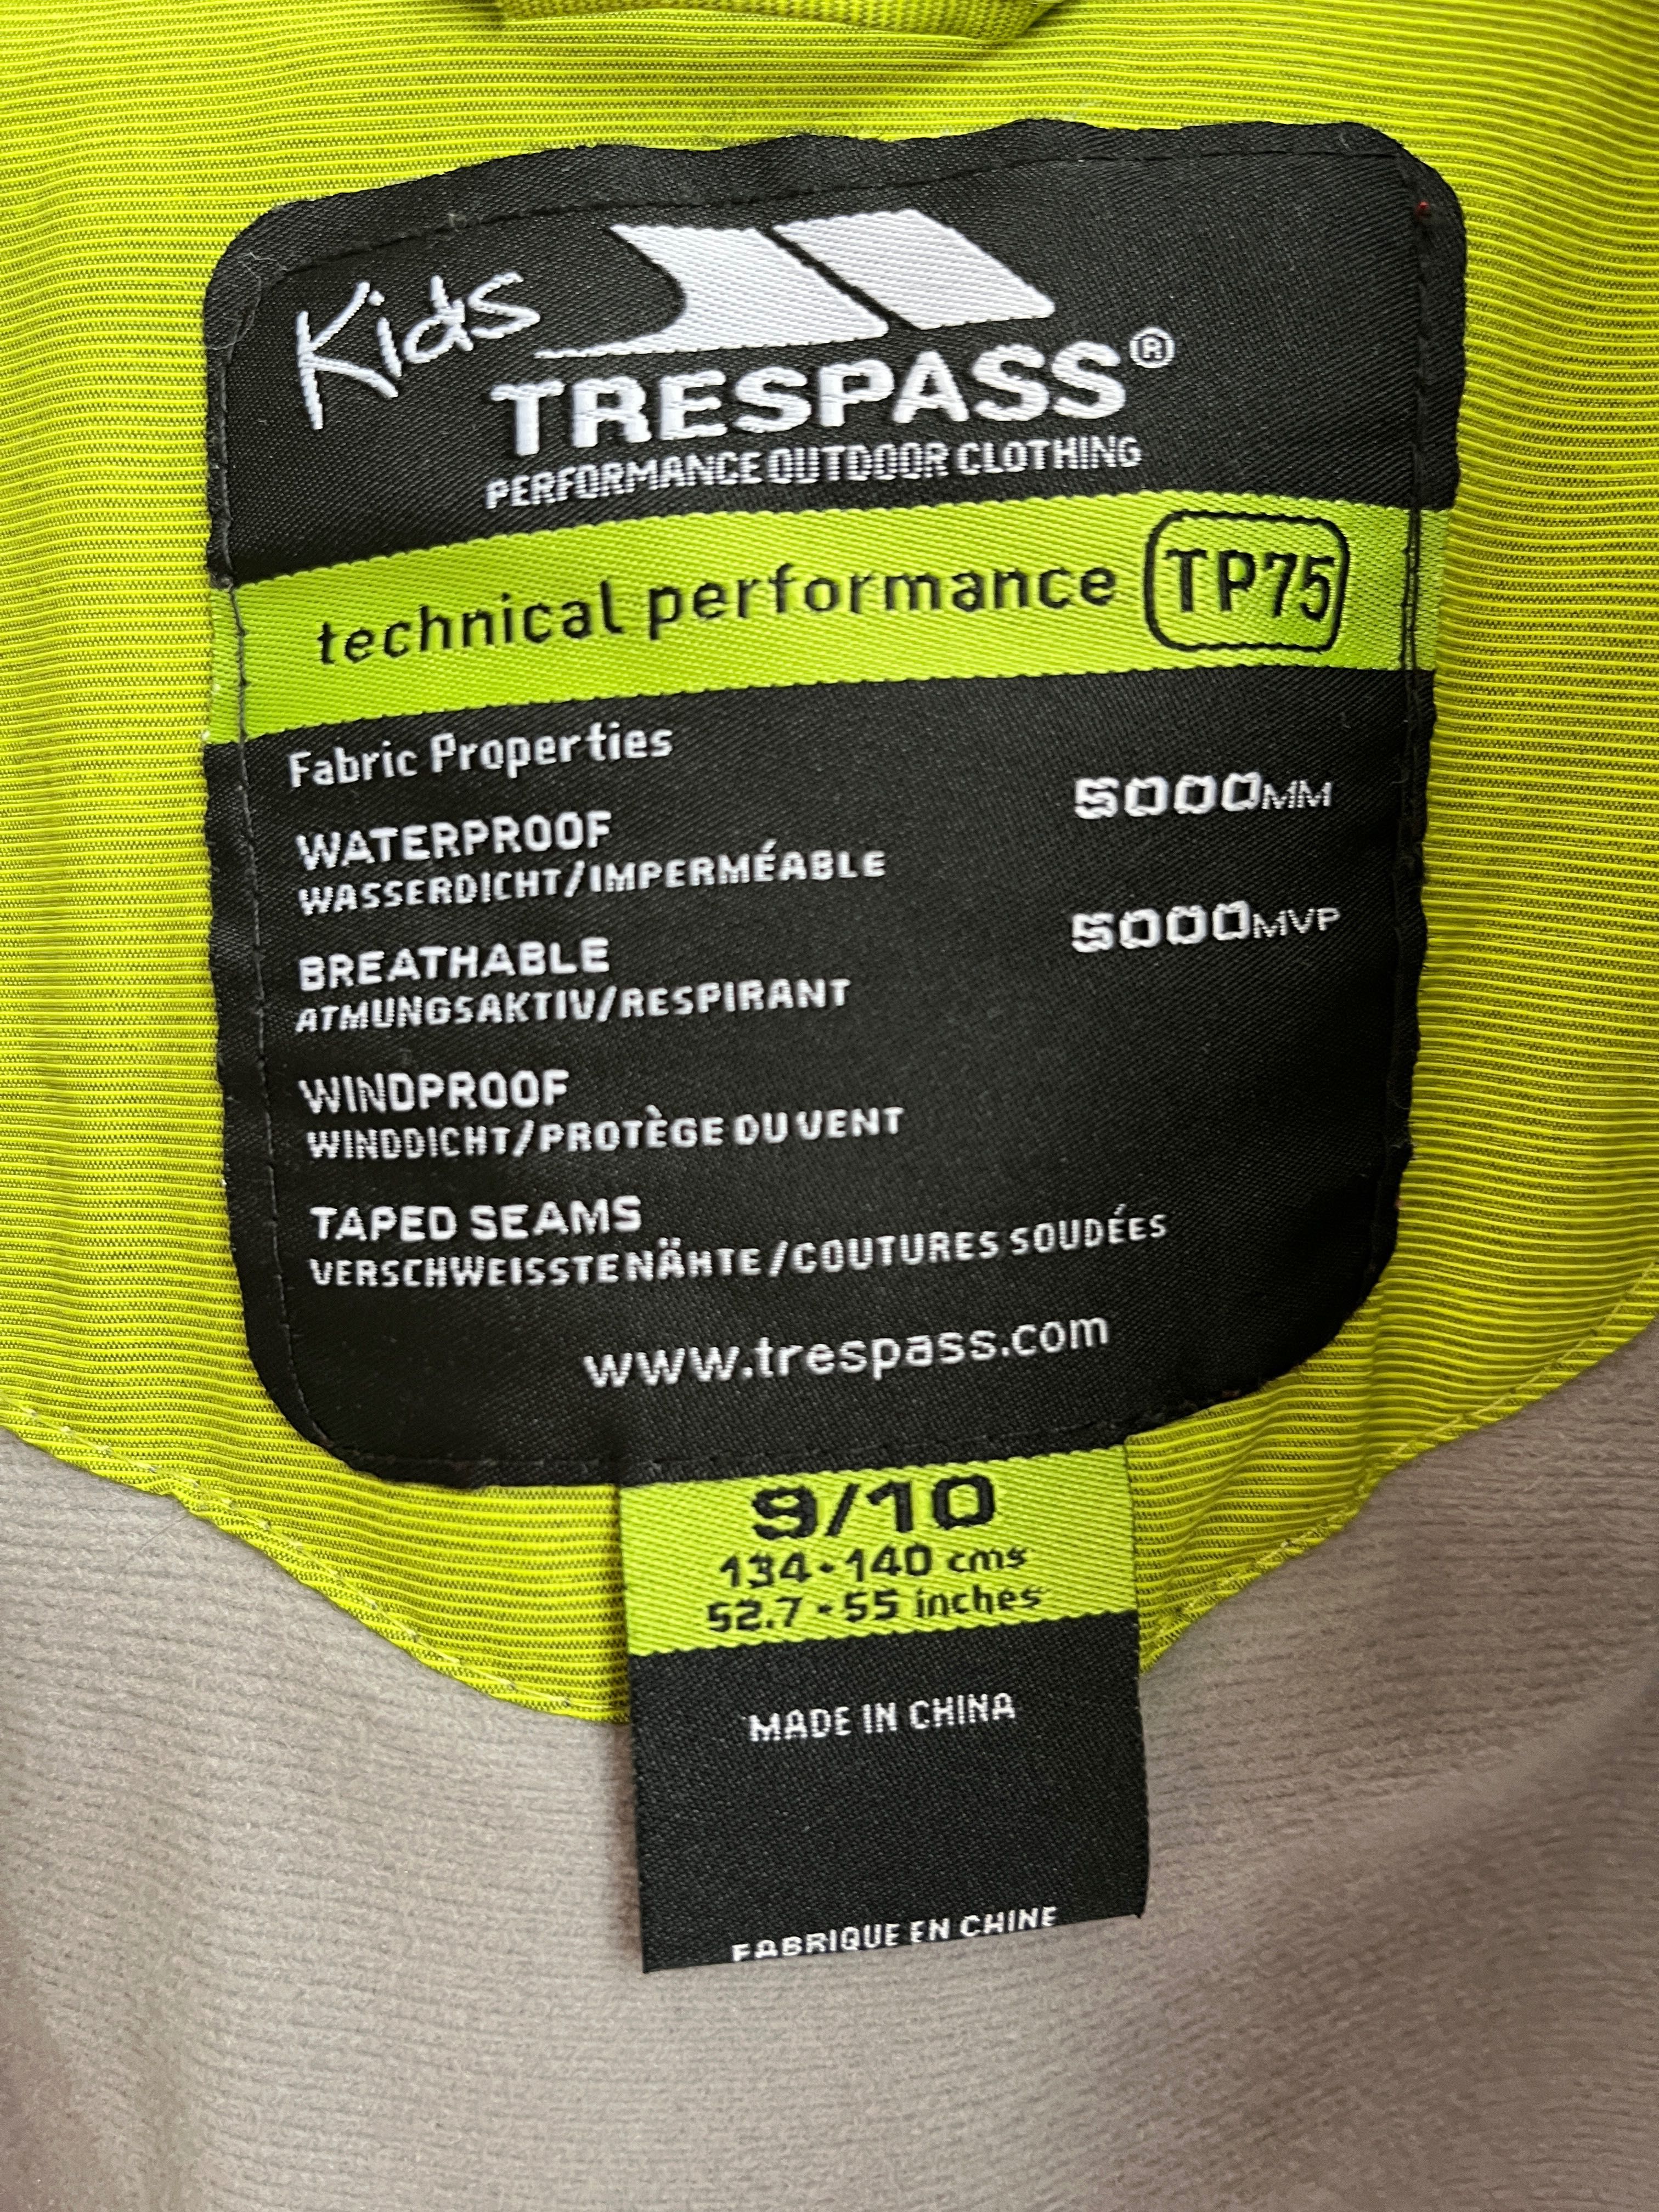 Kids
TRESPASS®
PERFORMANCE OUTDOOR CLOTHING
technical performance TP75
Fabric Properties
WATERPROOF 5000MM
WASSERDICHT/IMPERMÉABLE
BREATHABLE 5000MVP
ATMUNGSAKTIV/RESPIRANT
WINDPROOF
WINDDICHT/PROTÈGE DU VENT
TAPED SEAMS
VERSCHWEISSTE NÄHTE/COUTURES SOUDÉES
www.trespass.com
9/10
134-140 cms
52.7-55 inches
MADE IN CHINA
FABRIQUE EN CHINE